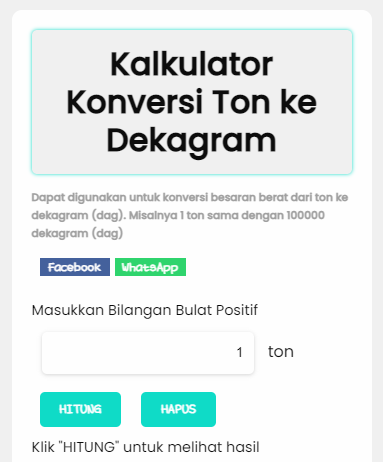 Kalkulator
Konversi Ton ke
Dekagram
Dapat digunakan untuk konversi besaran berat dari ton ke
dekagram (dag). Misalnya 1 ton sama dengan 100000
dekagram (dag)
Facebook WhatsApp
Masukkan Bilangan Bulat Positif
1 ton
HITUNG HAPUS
Klik "HITUNG" untuk melihat hasil